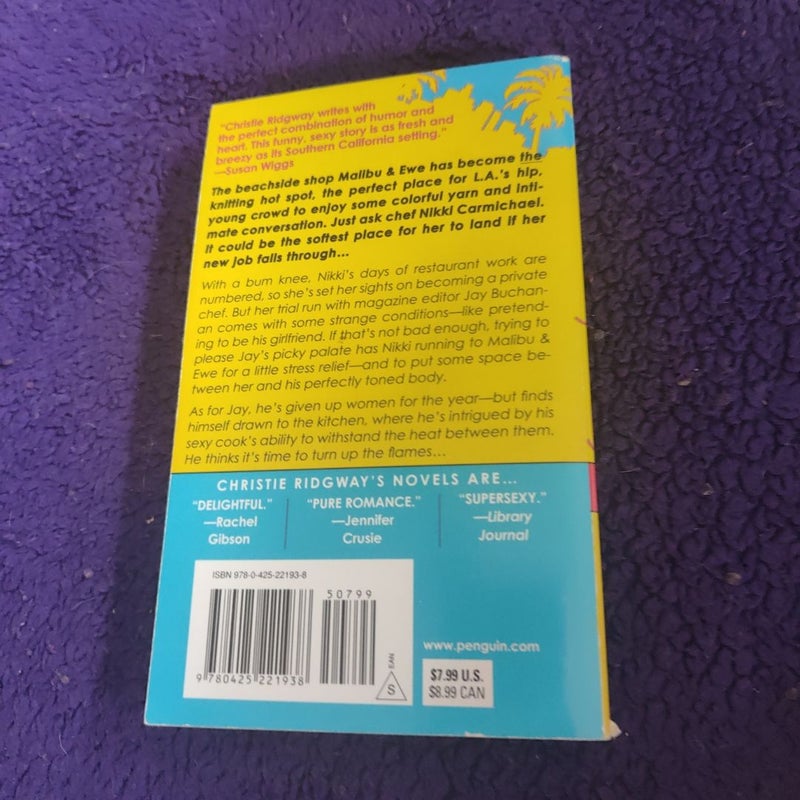 "Christie Ridgway writes with
the perfect combination of humor and
heart. This funny, sexy story is as fresh and
breezy as its Southern California setting."
—Susan Wiggs
The beachside shop Malibu & Ewe has become the
knitting hot spot, the perfect place for L.A.'s hip,
young crowd to enjoy some colorful yarn and inti-
mate conversation. Just ask chef Nikki Carmichael.
It could be the softest place for her to land if her
new job falls through...
With a bum knee, Nikki's days of restaurant work are
numbered, so she's set her sights on becoming a private
chef. But her trial run with magazine editor Jay Buchan-
an comes with some strange conditions—like pretend-
ing to be his girlfriend. If that's not bad enough, trying to
please Jay's picky palate has Nikki running to Malibu &
Ewe for a little stress relief—and to put some space be-
tween her and his perfectly toned body.
As for Jay, he's given up women for the year—but finds
himself drawn to the kitchen, where he's intrigued by his
sexy cook's ability to withstand the heat between them.
He thinks it's time to turn up the flames...
CHRISTIE RIDGWAY'S NOVELS ARE...
"DELIGHTFUL."
—Rachel
Gibson
"PURE ROMANCE."
—Jennifer
Crusie
"SUPERSEXY."
—Library
Journal
ISBN 978-0-425-22193-8
50799
9 780425 221938
EAN
S
www.penguin.com
$7.99 U.S.
$8.99 CAN